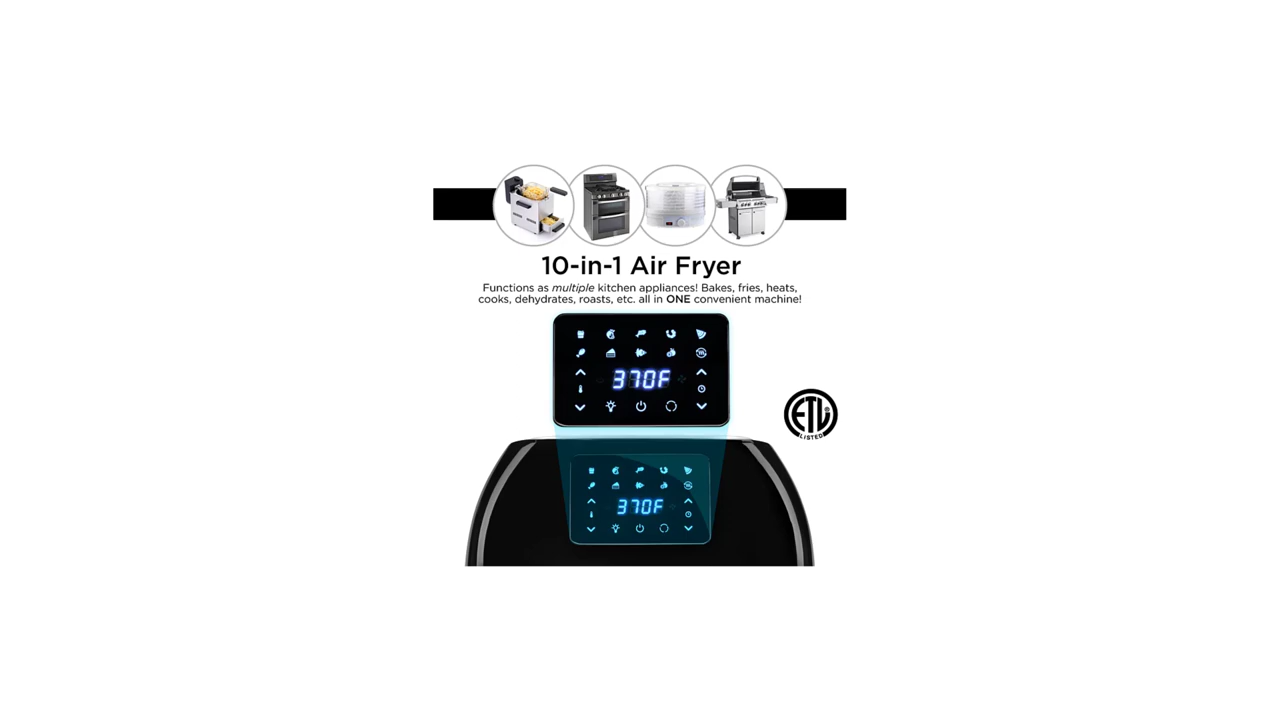 10-in-1 Air Fryer
Functions as multiple kitchen appliances! Bakes, fries, heats,
cooks, dehydrates, roasts, etc. all in ONE convenient machine!
370F
ETL
LISTED
370F